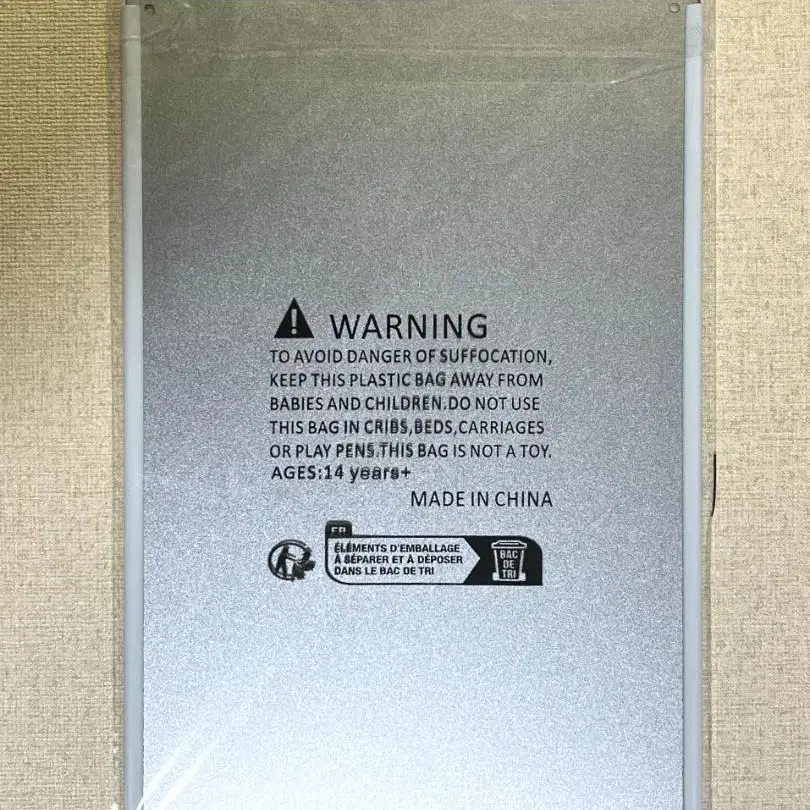 WARNING
TO AVOID DANGER OF SUFFOCATION,
KEEP THIS PLASTIC BAG AWAY FROM
BABIES AND CHILDREN.DO NOT USE
THIS BAG IN CRIBS,BEDS,CARRIAGES
OR PLAY PENS.THIS BAG IS NOT A TOY.
AGES:14 years+
MADE IN CHINA
FR
ÉLÉMENTS D'EMBALLAGE
À SÉPARER ET À DÉPOSER
DANS LE BAC DE TRI
BAC
DE
TRI